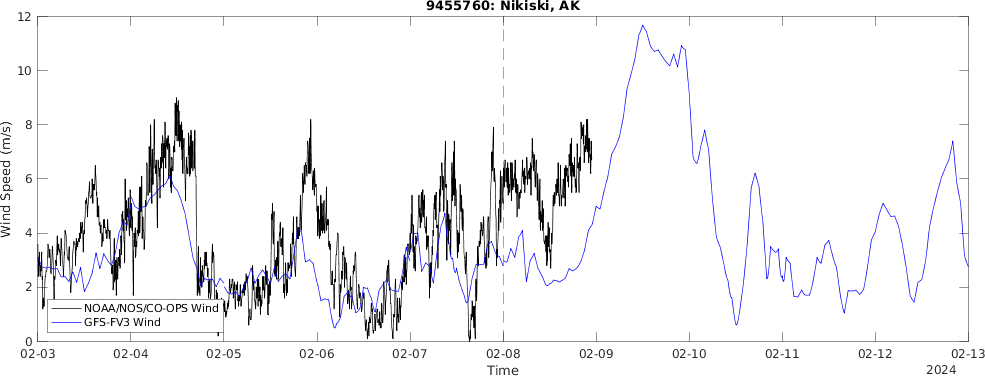 9455760: Nikiski, AK
Wind Speed (m/s)
12
10
8
6
4
2
0
NOAA/NOS/CO-OPS Wind
GFS-FV3 Wind
02-03 02-04 02-05 02-06 02-07 02-08 02-09 02-10 02-11 02-12 02-13
Time
2024